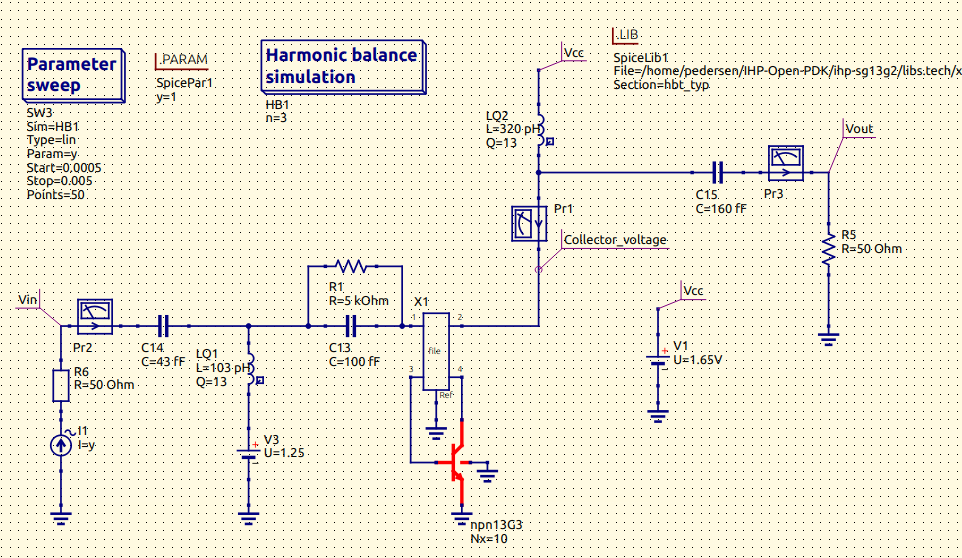 Parameter
sweep
SW3
Sim=HB1
Type=lin
Param=y
Start=0.0005
Stop=0.005
Points=50
.PARAM
SpicePar1
y=1
Harmonic balance
simulation
HB1
n=3
.LIB
SpiceLib1
File=/home/pedersen/IHP-Open-PDK/ihp-sg13g2/libs.tech/x
Section=hbt_typ
Vcc
LQ2
L=320 pH
Q=13
Vout
C15
C=160 fF
Pr3
Pr1
R5
R=50 Ohm
Collector_voltage
Vcc
V1
U=1.65V
Vin
Pr2
C14
C=43 fF
R1
R=5 kOhm
C13
C=100 fF
X1
1
2
file
3
4
Ref
LQ1
L=103 pH
Q=13
R6
R=50 Ohm
I1
I=y
V3
U=1.25
npn13G3
Nx=10